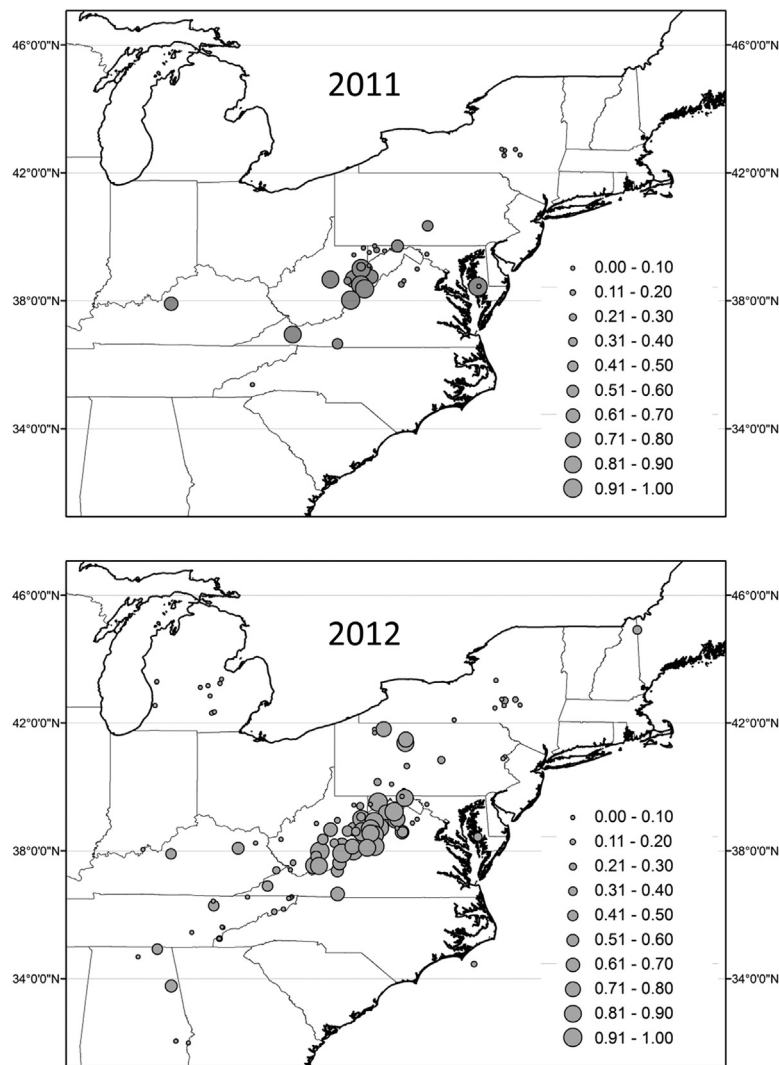 46°0'0"N
46°0'0"N
2011
42°0'0"N
42°0'0"N
0.00 - 0.10
0.11 - 0.20
38°0'0"N
38°0'0"N
0.21 - 0.30
0.31 - 0.40
0.41 - 0.50
0.51 - 0.60
0.61 - 0.70
34°0'0"N
34°0'0"N
0.71 - 0.80
0.81 - 0.90
0.91 - 1.00
46°0'0"N
46°0'0"N
2012
42°0'0"N
42°0'0"N
0.00 - 0.10
0.11 - 0.20
38°0'0"N
38°0'0"N
0.21 - 0.30
0.31 - 0.40
0.41 - 0.50
0.51 - 0.60
0.61 - 0.70
34°0'0"N
34°0'0"N
0.71 - 0.80
0.81 - 0.90
0.91 - 1.00